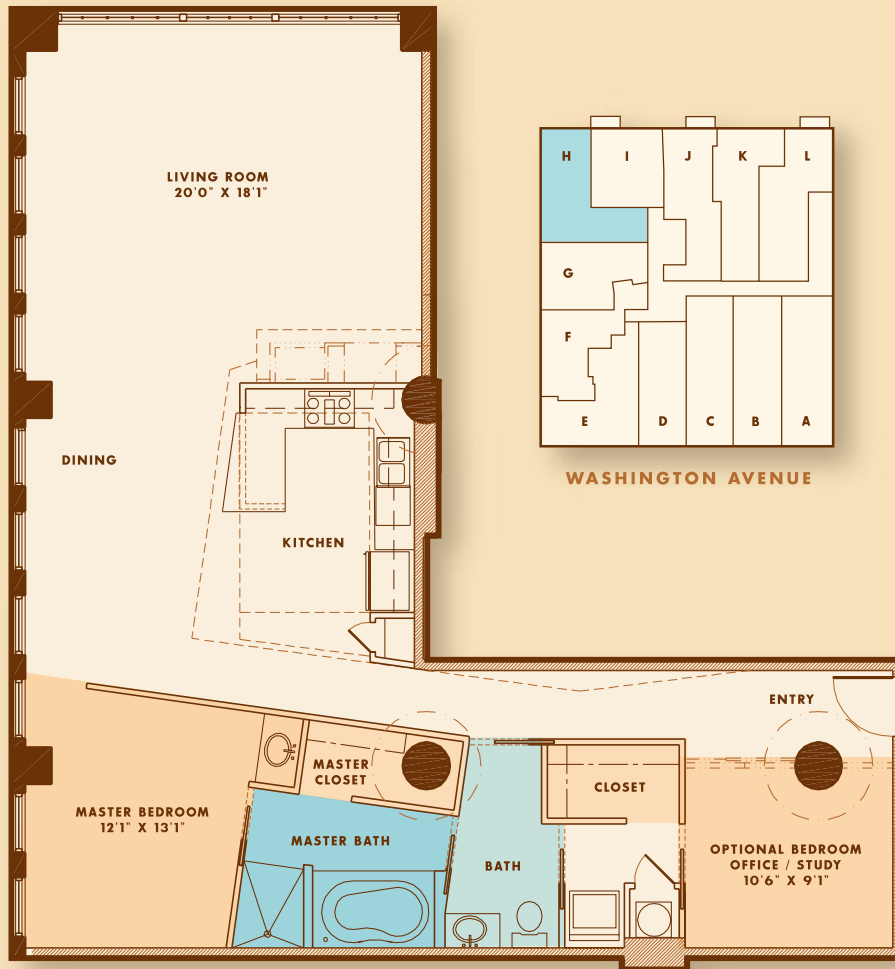 LIVING ROOM
20'0" X 18'1"
H
I
J
K
L
G
F
E
D
C
B
A
WASHINGTON AVENUE
DINING
KITCHEN
ENTRY
MASTER
CLOSET
CLOSET
MASTER BEDROOM
12'1" X 13'1"
MASTER BATH
BATH
OPTIONAL BEDROOM
OFFICE / STUDY
10'6" X 9'1"